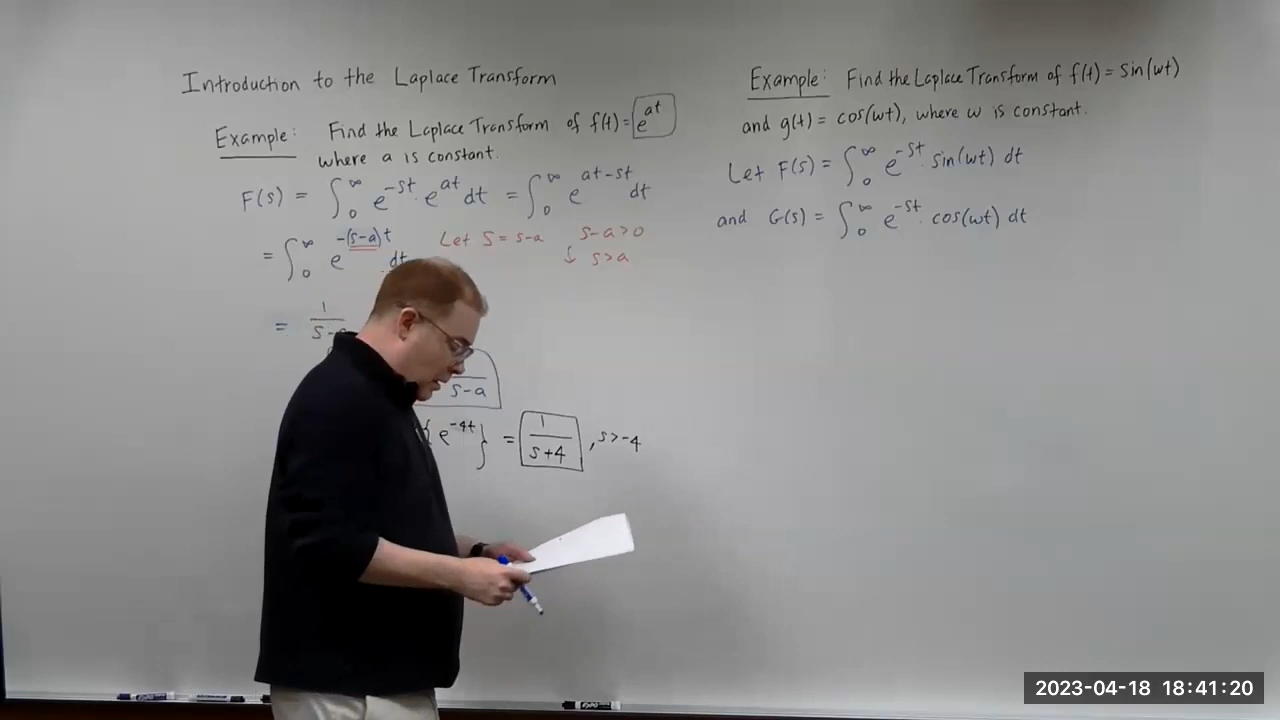 Introduction to the Laplace Transform
Example: Find the Laplace Transform of f(t) = e^{at}
where a is constant.
F(s) = ∫_0^∞ e^{-st} · e^{at} dt = ∫_0^∞ e^{at-st} dt
= ∫_0^∞ e^{-(s-a)t} dt Let S = s-a s-a>0
↓ s>a
= 1
s-a
{e^{-4t}} = 1/(s+4), s>-4
Example: Find the Laplace Transform of f(t) = sin(wt)
and g(t) = cos(wt), where w is constant.
Let F(s) = ∫_0^∞ e^{-st} · sin(wt) dt
and G(s) = ∫_0^∞ e^{-st} · cos(wt) dt
2023-04-18 18:41:20